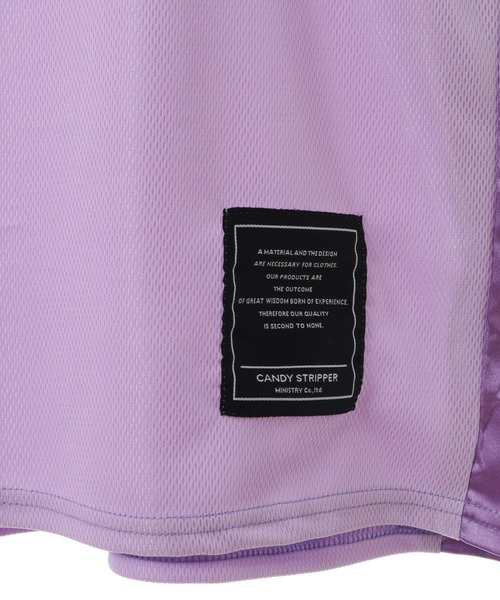 A MATERIAL AND THE DESIGN
ARE NECESSARY FOR CLOTHES.
OUR PRODUCTS ARE
THE OUTCOME
OF GREAT WISDOM BORN OF EXPERIENCE.
THEREFORE OUR QUALITY
IS SECOND TO NONE.
CANDY STRIPPER
MINISTRY Co., ltd.